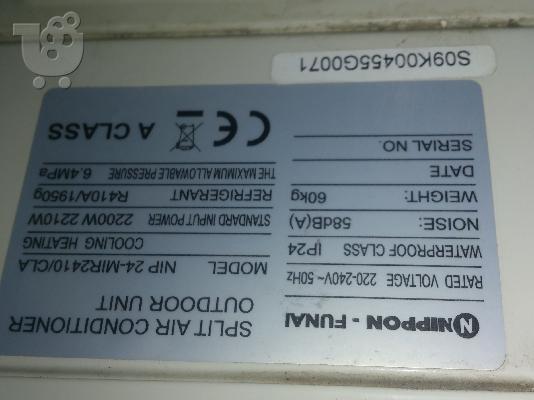 NIPPON - FUNAI
SPLIT AIR CONDITIONER
OUTDOOR UNIT
RATED VOLTAGE 220-240V~ 50Hz
WATERPROOF CLASS IP24
NOISE: 58dB(A)
WEIGHT: 60kg
DATE
SERIAL NO.
MODEL NIP 24-MIR2410/CLA
COOLING HEATING
STANDARD INPUT POWER 2200W 2210W
REFRIGERANT R410A/1950g
THE MAXIMUM ALLOWABLE PRESSURE 6.4MPa
CE
A CLASS
S09K00455G0071